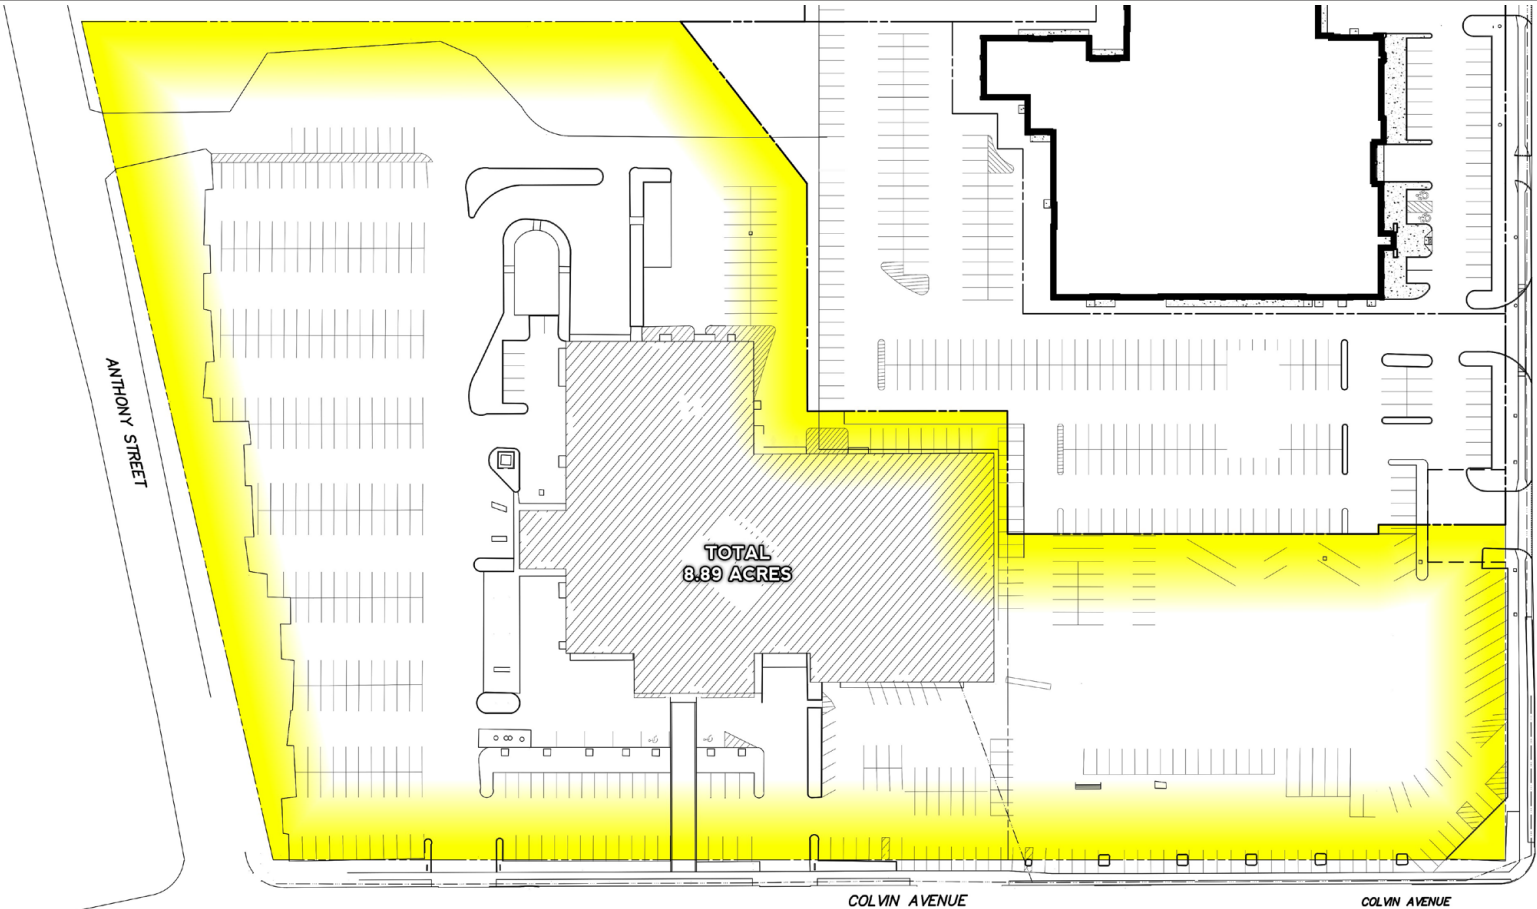 ANTHONY STREET
TOTAL
8.89 ACRES
COLVIN AVENUE
COLVIN AVENUE